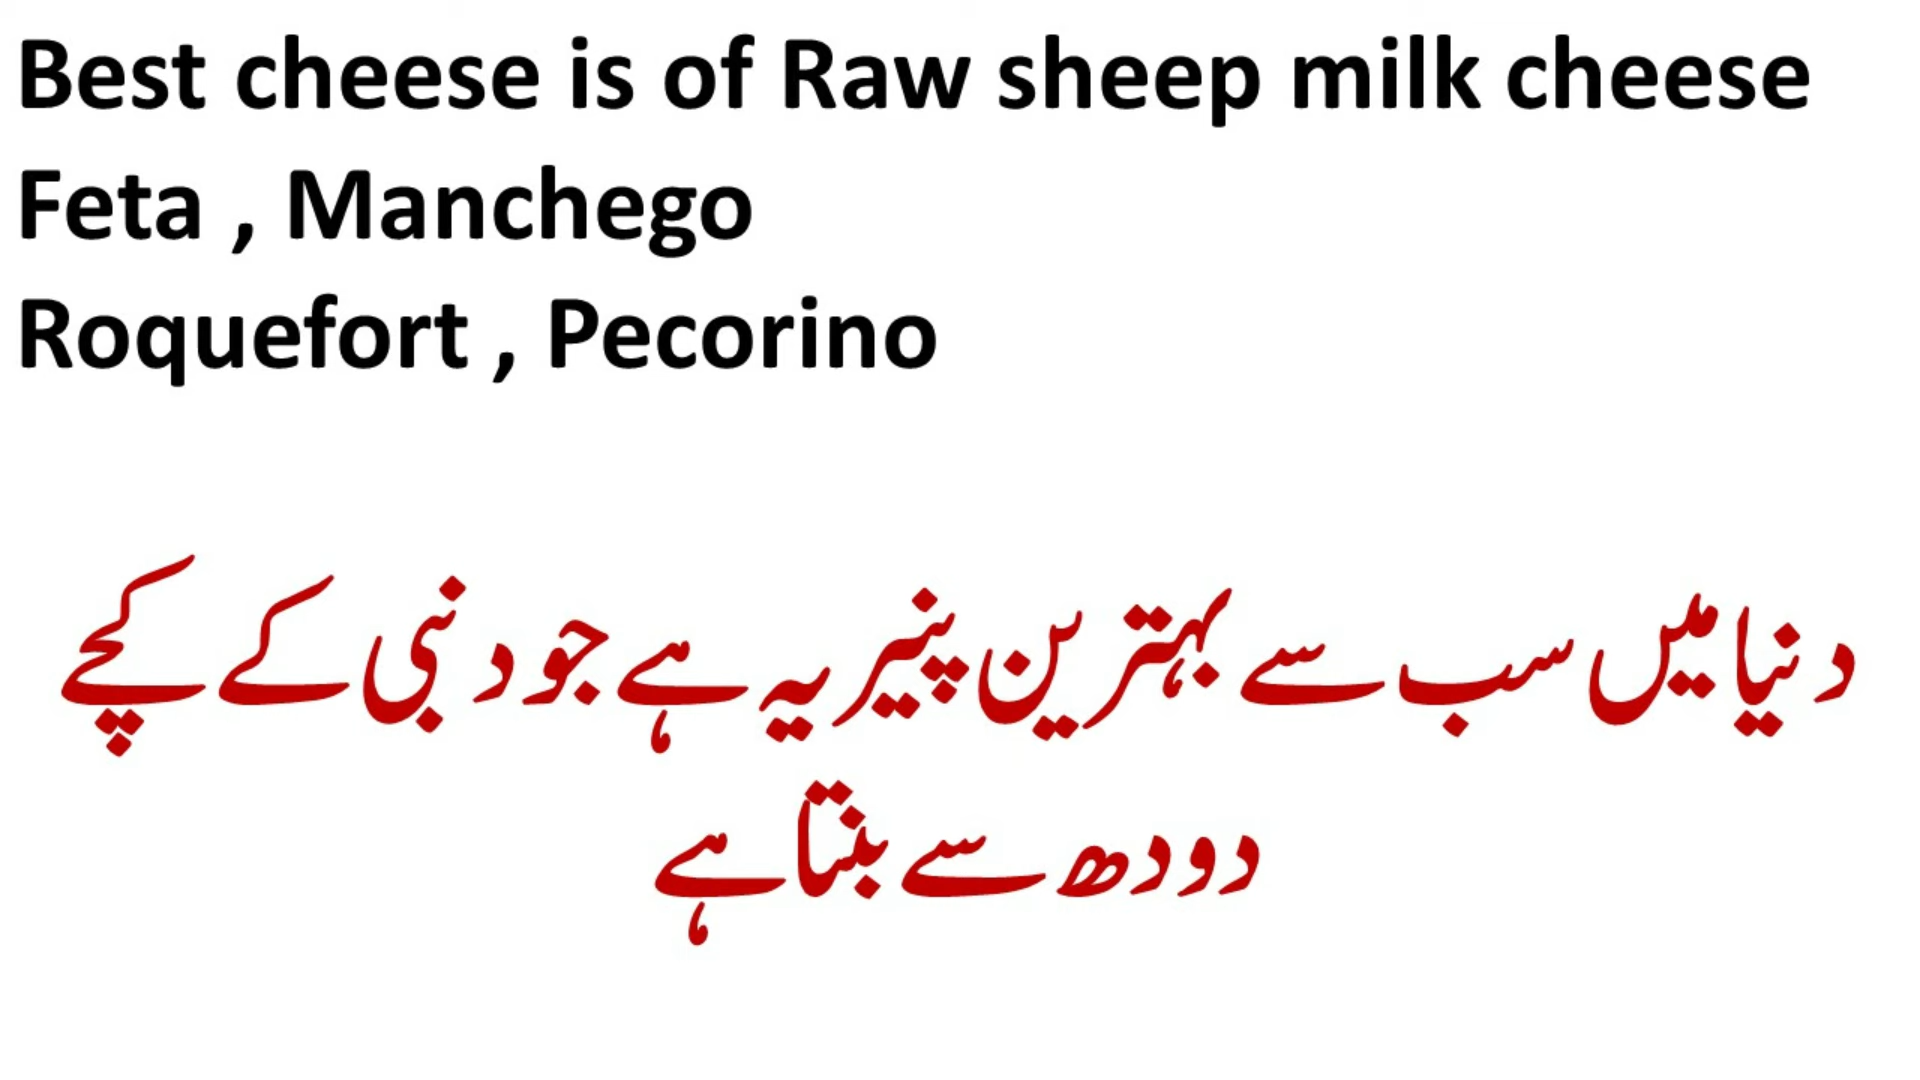 Best cheese is of Raw sheep milk cheese
Feta , Manchego
Roquefort , Pecorino
دنیا میں سب سے بہترین پنیر یہ ہے جو دنبی کے کچے
دودھ سے بنتا ہے